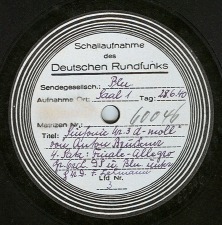 Schallaufnahme
des
Deutschen Rundfunks
Sendegesellsch.: Bln
Aufnahme Ort: Saal 1 Tag: 28.6.40
Matrizen Nr.: 60046
Titel: Sinfonie Nr 3 d-moll
von Anton Bruckner
4. Satz: Finale-Allegro
Lfd Nr.